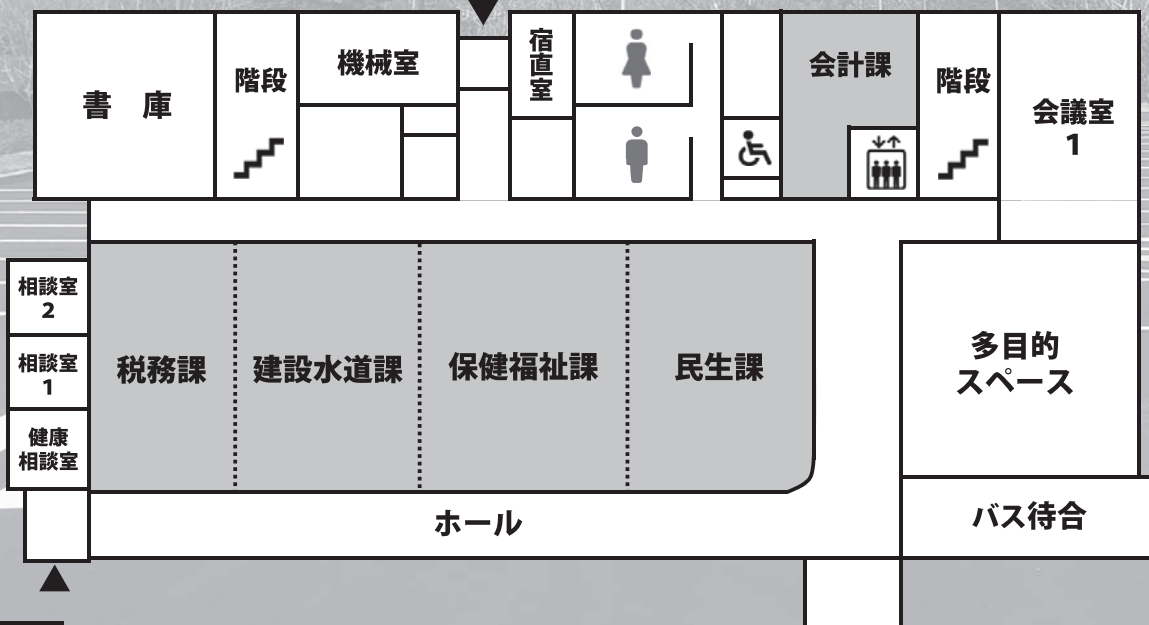 書　庫
階段
機械室
宿直室
会計課
階段
会議室
1
相談室
2
相談室
1
健康
相談室
税務課
建設水道課
保健福祉課
民生課
多目的
スペース
ホール
バス待合